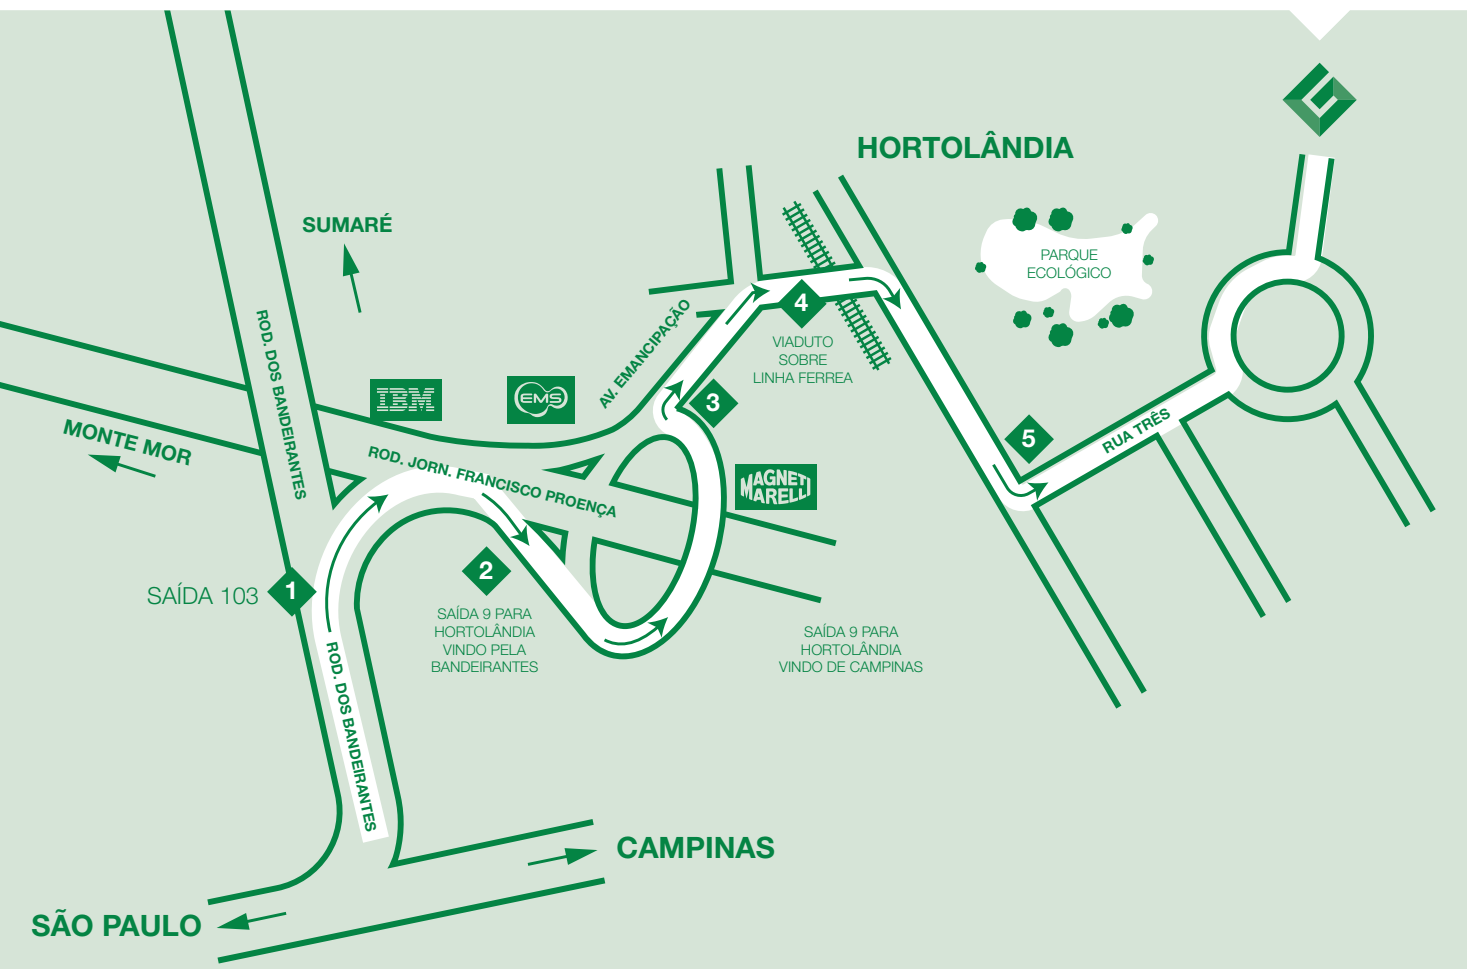 HORTOLÂNDIA
SUMARÉ
PARQUE
ECOLÓGICO
ROD. DOS BANDEIRANTES
AV. EMANCIPAÇÃO
4
VIADUTO
SOBRE
LINHA FERREA
IBM
EMS
3
MONTE MOR
ROD. JORN. FRANCISCO PROENÇA
MAGNETI
MARELLI
5
RUA TRÊS
SAÍDA 103
1
2
SAÍDA 9 PARA
HORTOLÂNDIA
VINDO PELA
BANDEIRANTES
SAÍDA 9 PARA
HORTOLÂNDIA
VINDO DE CAMPINAS
ROD. DOS BANDEIRANTES
CAMPINAS
SÃO PAULO